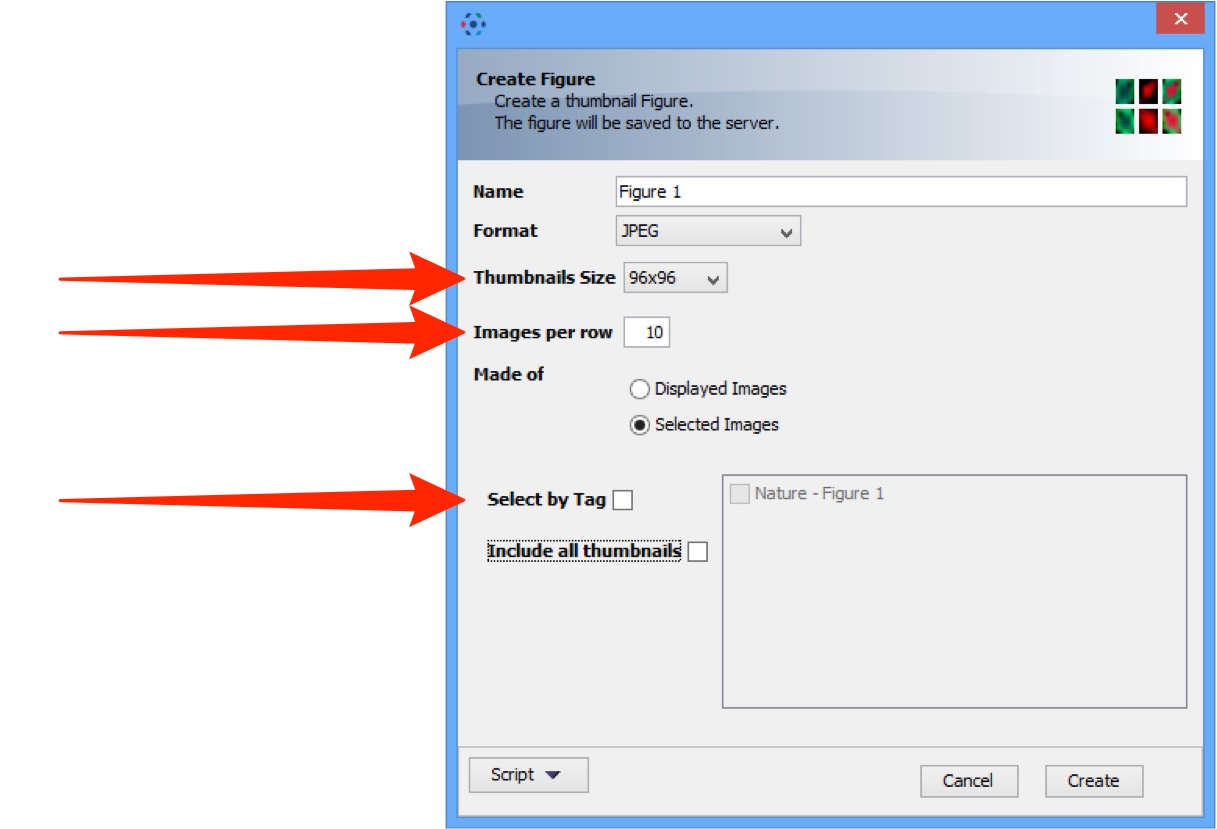 Create Figure
Create a thumbnail Figure.
The figure will be saved to the server.
Name Figure 1
Format JPEG
Thumbnails Size 96x96
Images per row 10
Made of
Displayed Images
Selected Images
Select by Tag
Nature - Figure 1
Include all thumbnails
Script
Cancel
Create